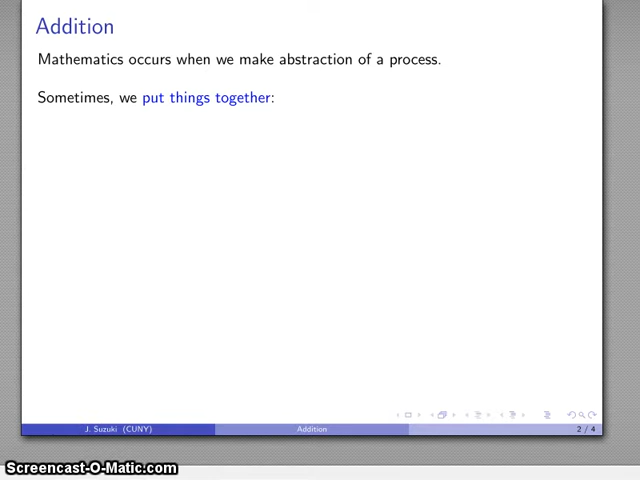 Addition
Mathematics occurs when we make abstraction of a process.
Sometimes, we put things together:
J. Suzuki (CUNY) Addition 2 / 4
Screencast-O-Matic.com